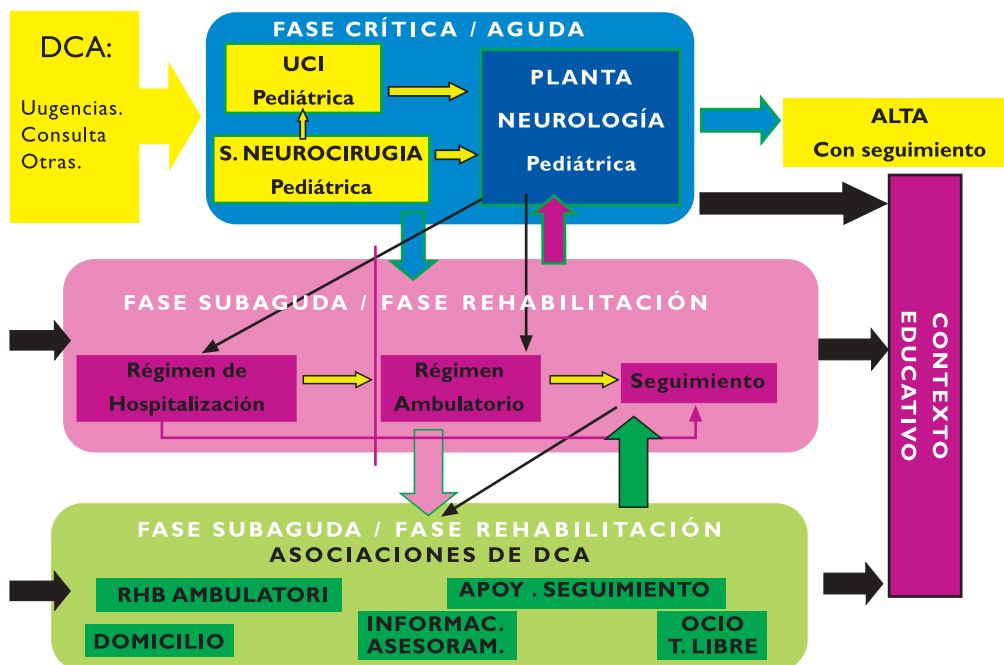 DCA:
Uugencias.
Consulta
Otras.
FASE CRÍTICA / AGUDA
UCI
Pediátrica
S. NEUROCIRUGIA
Pediátrica
PLANTA
NEUROLOGÍA
Pediátrica
ALTA
Con seguimiento
FASE SUBAGUDA / FASE REHABILITACIÓN
Régimen de
Hospitalización
Régimen
Ambulatorio
Seguimiento
CONTEXTO
EDUCATIVO
FASE SUBAGUDA / FASE REHABILITACIÓN
ASOCIACIONES DE DCA
RHB AMBULATORI
APOY . SEGUIMIENTO
DOMICILIO
INFORMAC.
ASESORAM.
OCIO
T. LIBRE